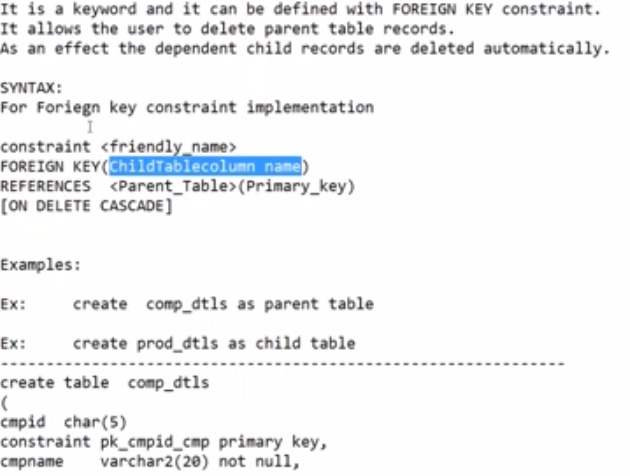 It is a keyword and it can be defined with FOREIGN KEY constraint.
It allows the user to delete parent table records.
As an effect the dependent child records are deleted automatically.
SYNTAX:
For Foriegn key constraint implementation
constraint <friendly_name>
FOREIGN KEY(ChildTablecolumn name)
REFERENCES  <Parent_Table>(Primary_key)
[ON DELETE CASCADE]
Examples:
Ex:     create  comp_dtls as parent table
Ex:     create prod_dtls as child table
--------------------------------------------------------------
create table  comp_dtls
(
cmpid  char(5)
constraint pk_cmpid_cmp primary key,
cmpname    varchar2(20) not null,